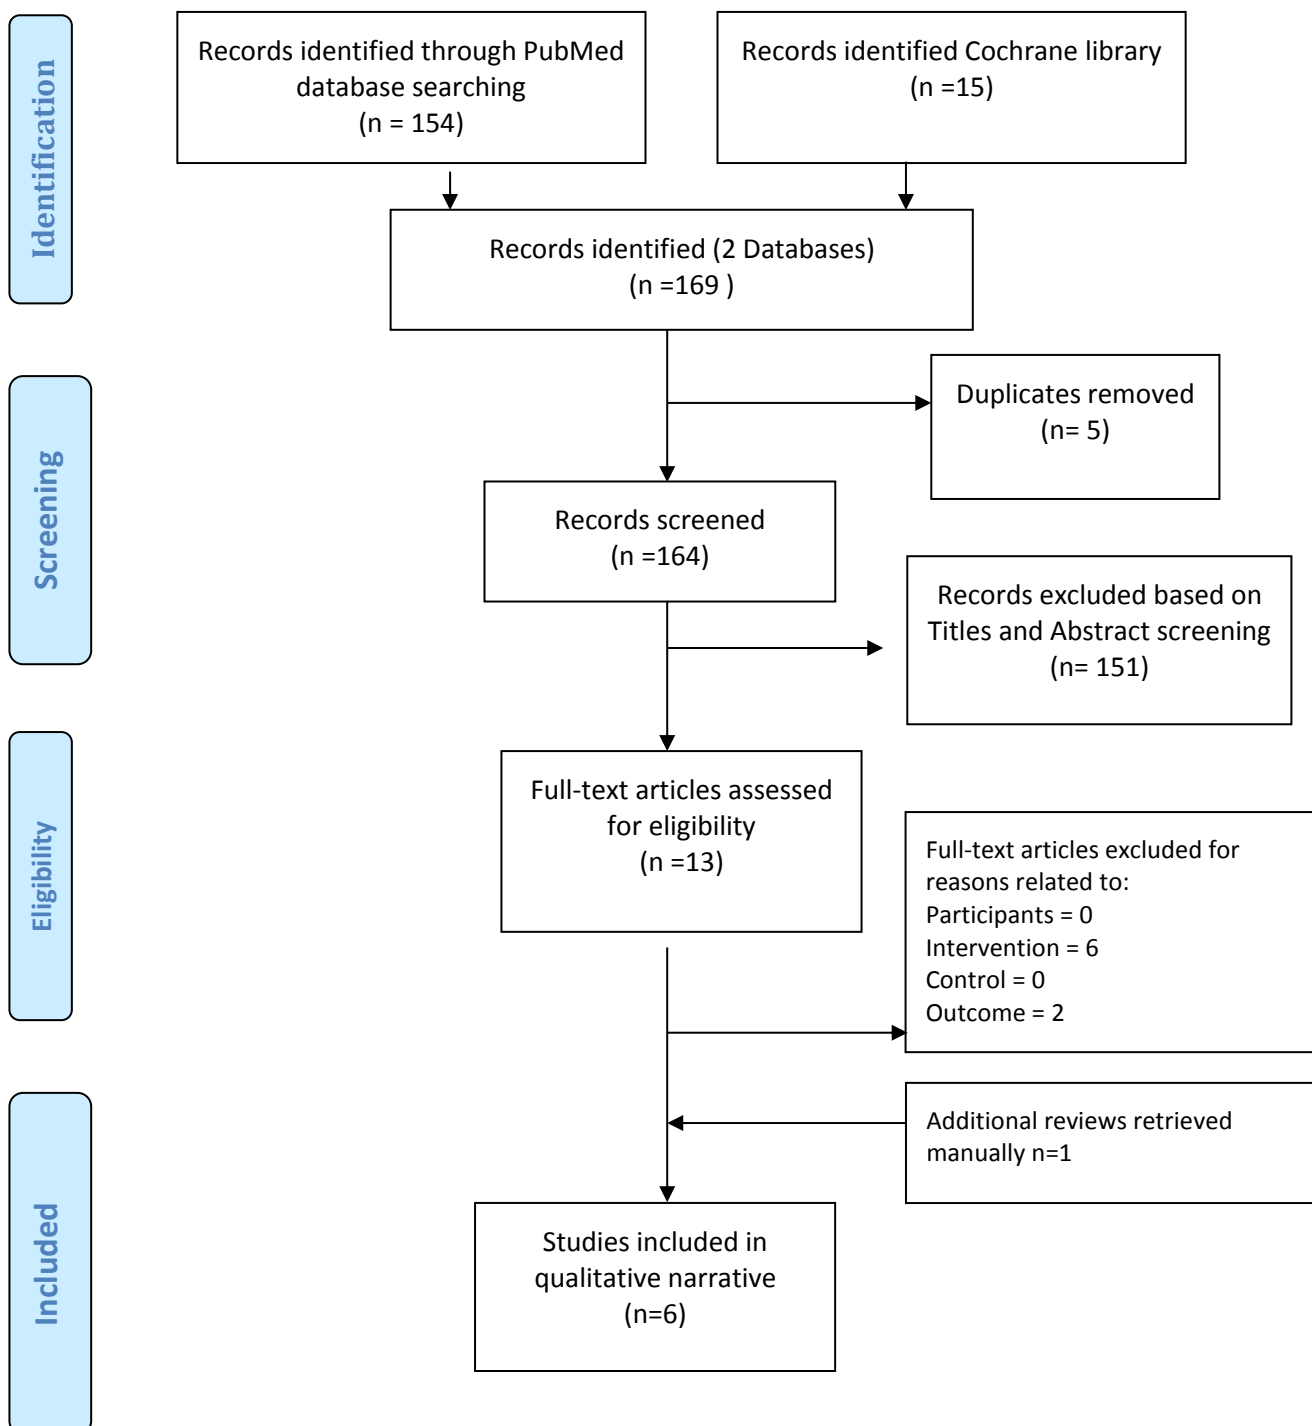 Identification
Records identified through PubMed
database searching
(n = 154)
Records identified Cochrane library
(n =15)
Records identified (2 Databases)
(n =169 )
Screening
Duplicates removed
(n= 5)
Records screened
(n =164)
Records excluded based on
Titles and Abstract screening
(n= 151)
Eligibility
Full-text articles assessed
for eligibility
(n =13)
Full-text articles excluded for
reasons related to:
Participants = 0
Intervention = 6
Control = 0
Outcome = 2
Included
Additional reviews retrieved
manually n=1
Studies included in
qualitative narrative
(n=6)